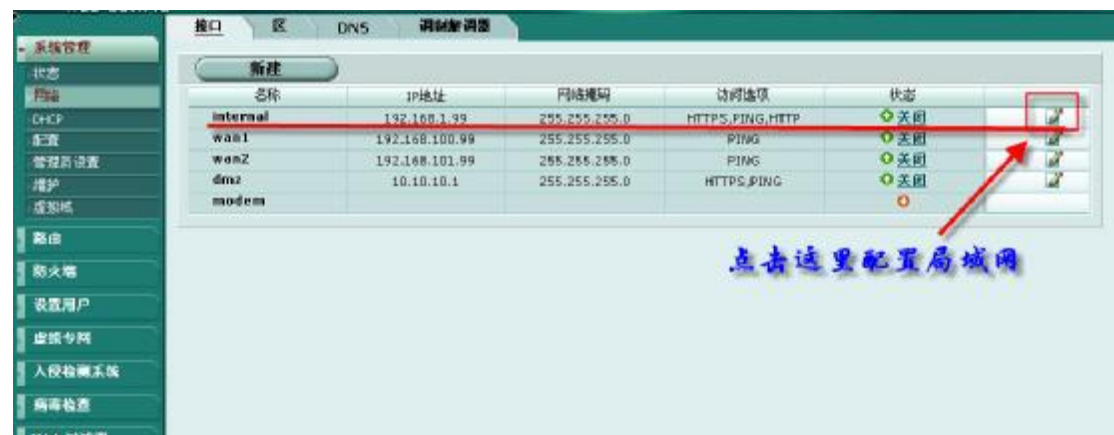 接口 区 DNS 调制解调器
系统管理
状态
网络
DHCP
配置
管理员设置
维护
虚拟域
路由
防火墙
设置用户
虚拟专网
入侵检测系统
病毒检查
新建
名称 IP地址 网络掩码 访问选项 状态
internal 192.168.1.99 255.255.255.0 HTTPS,PING,HTTP 关闭
wan1 192.168.100.99 255.255.255.0 PING 关闭
wan2 192.168.101.99 255.255.255.0 PING 关闭
dmz 10.10.10.1 255.255.255.0 HTTPS,PING 关闭
modem
点击这里配置局域网